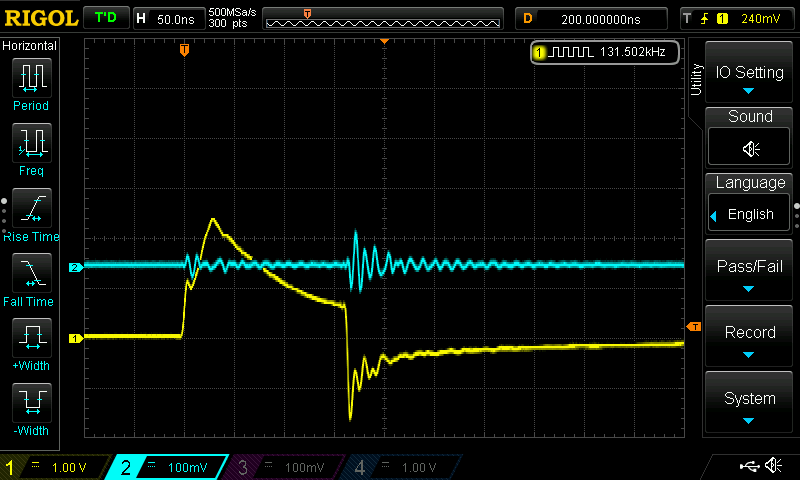 RIGOL T'D H 50.0ns 500MSa/s D 200.000000ns T 1 240mV
300 pts
T
Horizontal
1 131.502kHz
Period
Freq
Rise Time
Fall Time
+Width
-Width
2
1
T
Utility
IO Setting
Sound
Language
English
Pass/Fail
Record
System
1 1.00 V 2 100mV 3 100mV 4 1.00 V